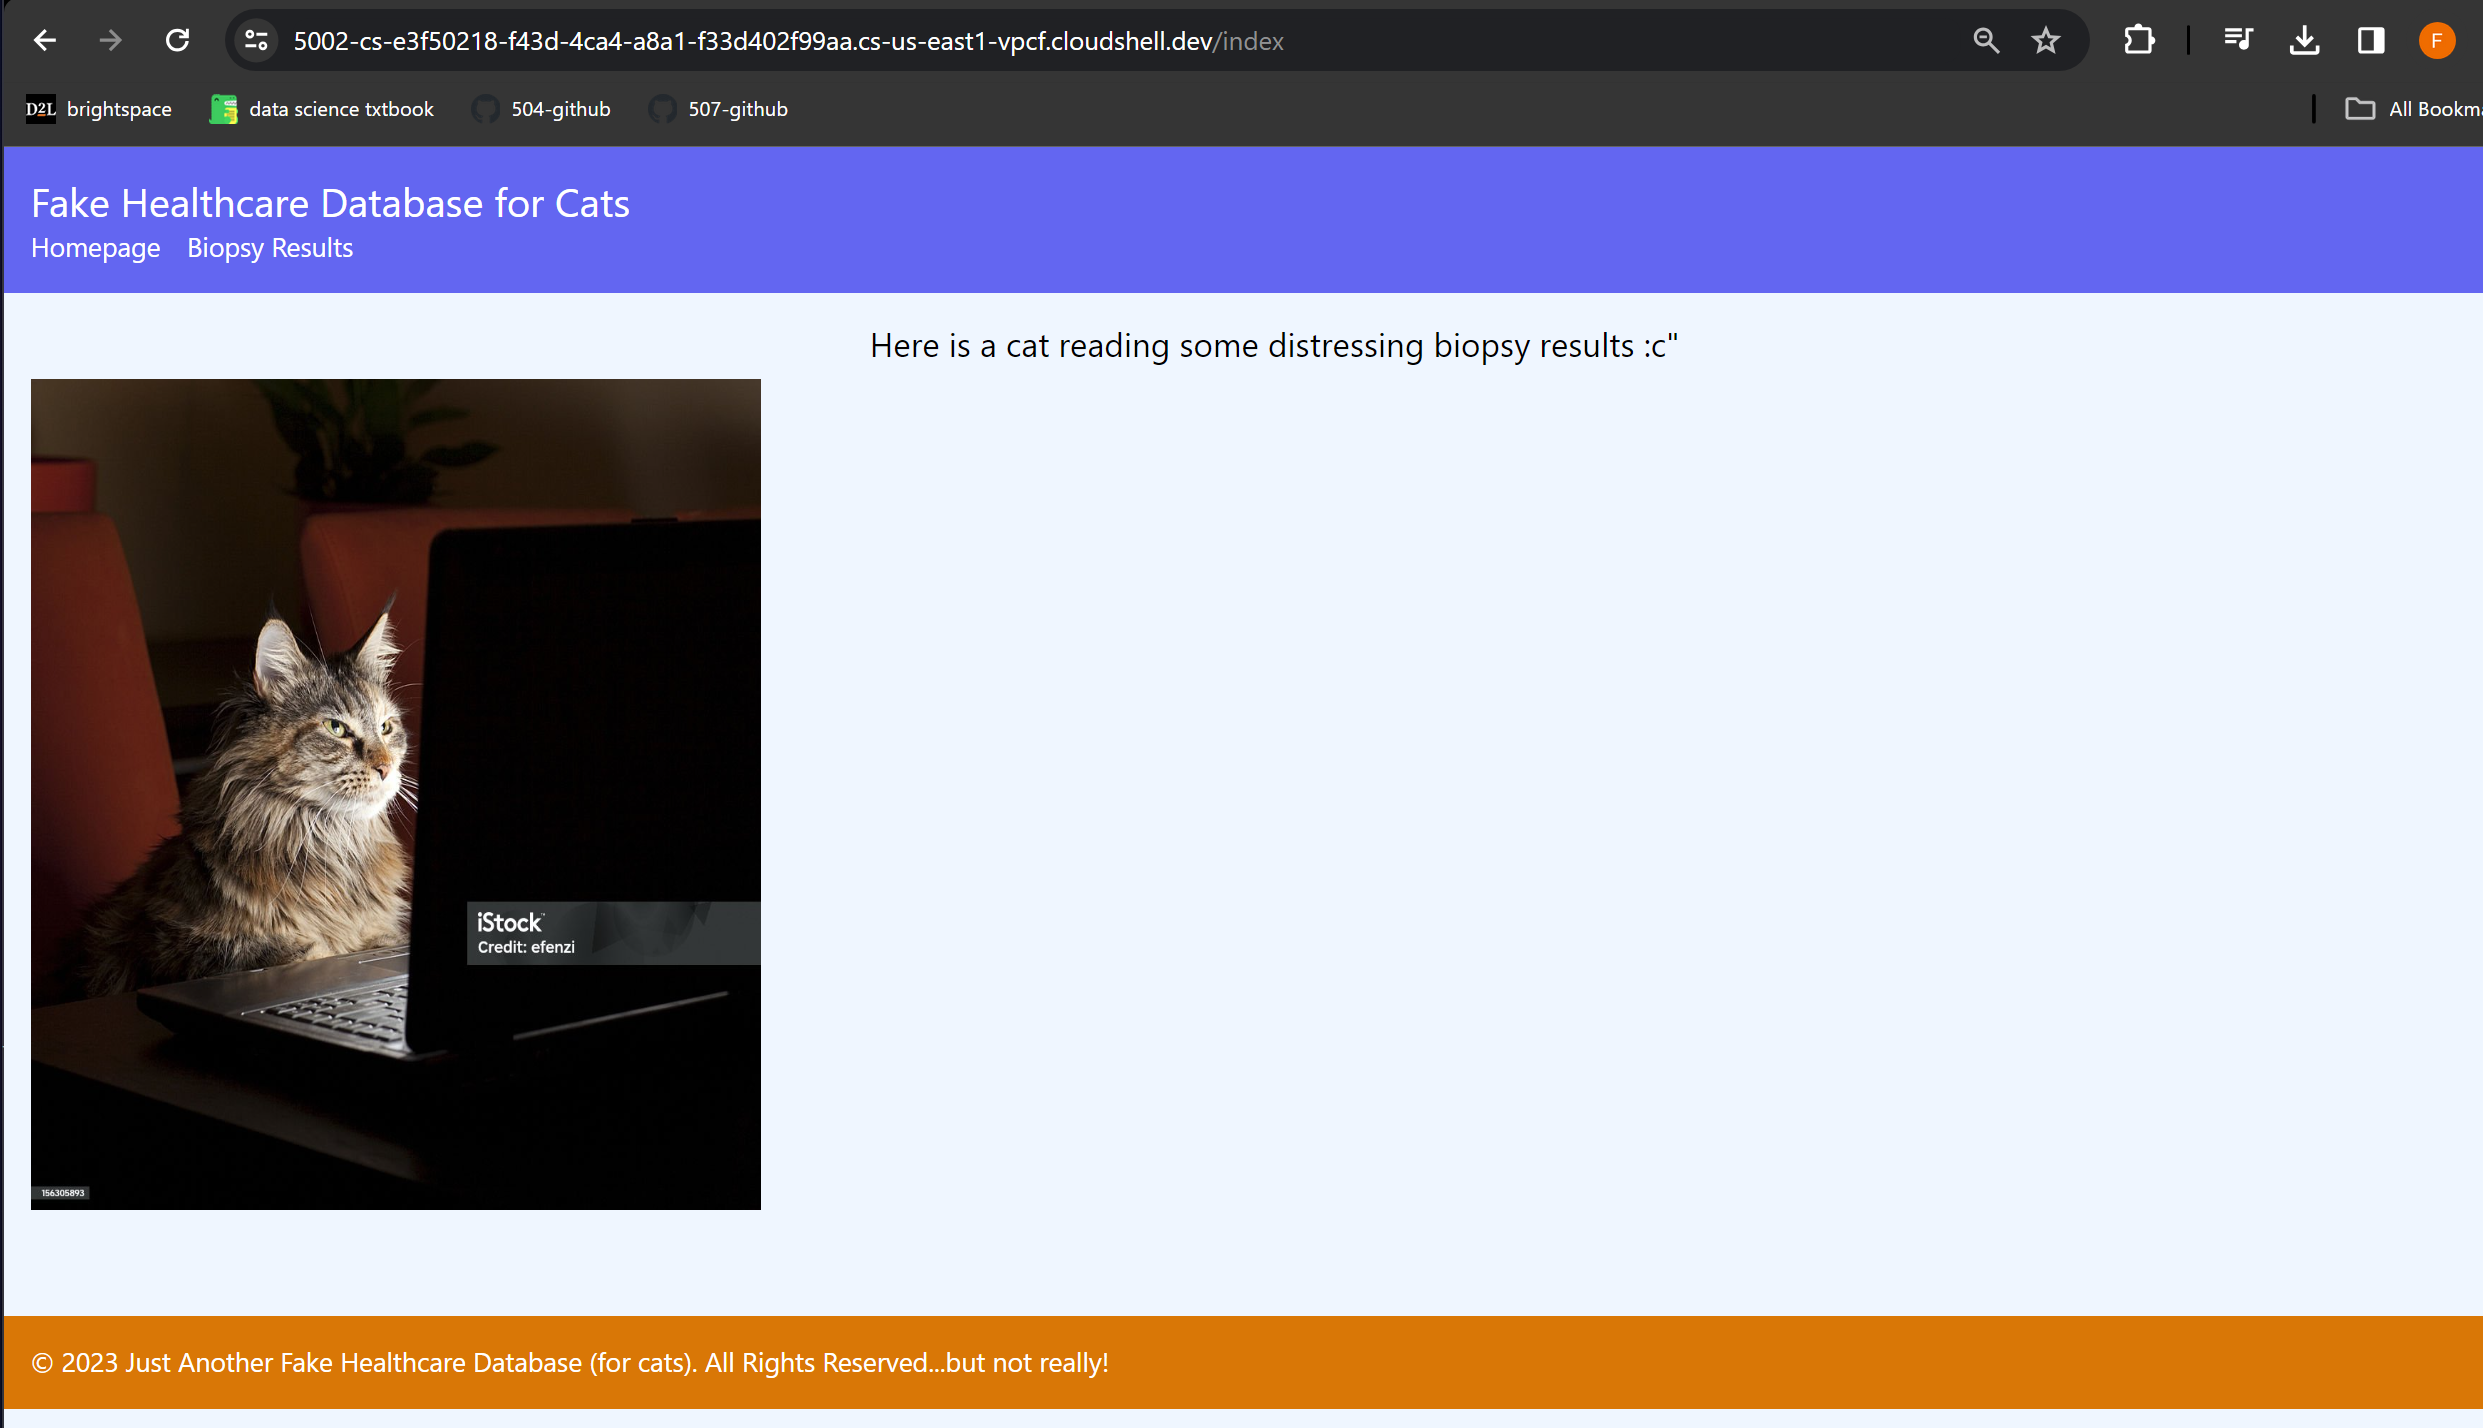 5002-cs-e3f50218-f43d-4ca4-a8a1-f33d402f99aa.cs-us-east1-vpcf.cloudshell.dev/index
F
D2L brightspace data science txtbook 504-github 507-github All Bookma
Fake Healthcare Database for Cats
Homepage Biopsy Results
Here is a cat reading some distressing biopsy results :c"
iStock™
Credit: efenzi
156305893
© 2023 Just Another Fake Healthcare Database (for cats). All Rights Reserved...but not really!